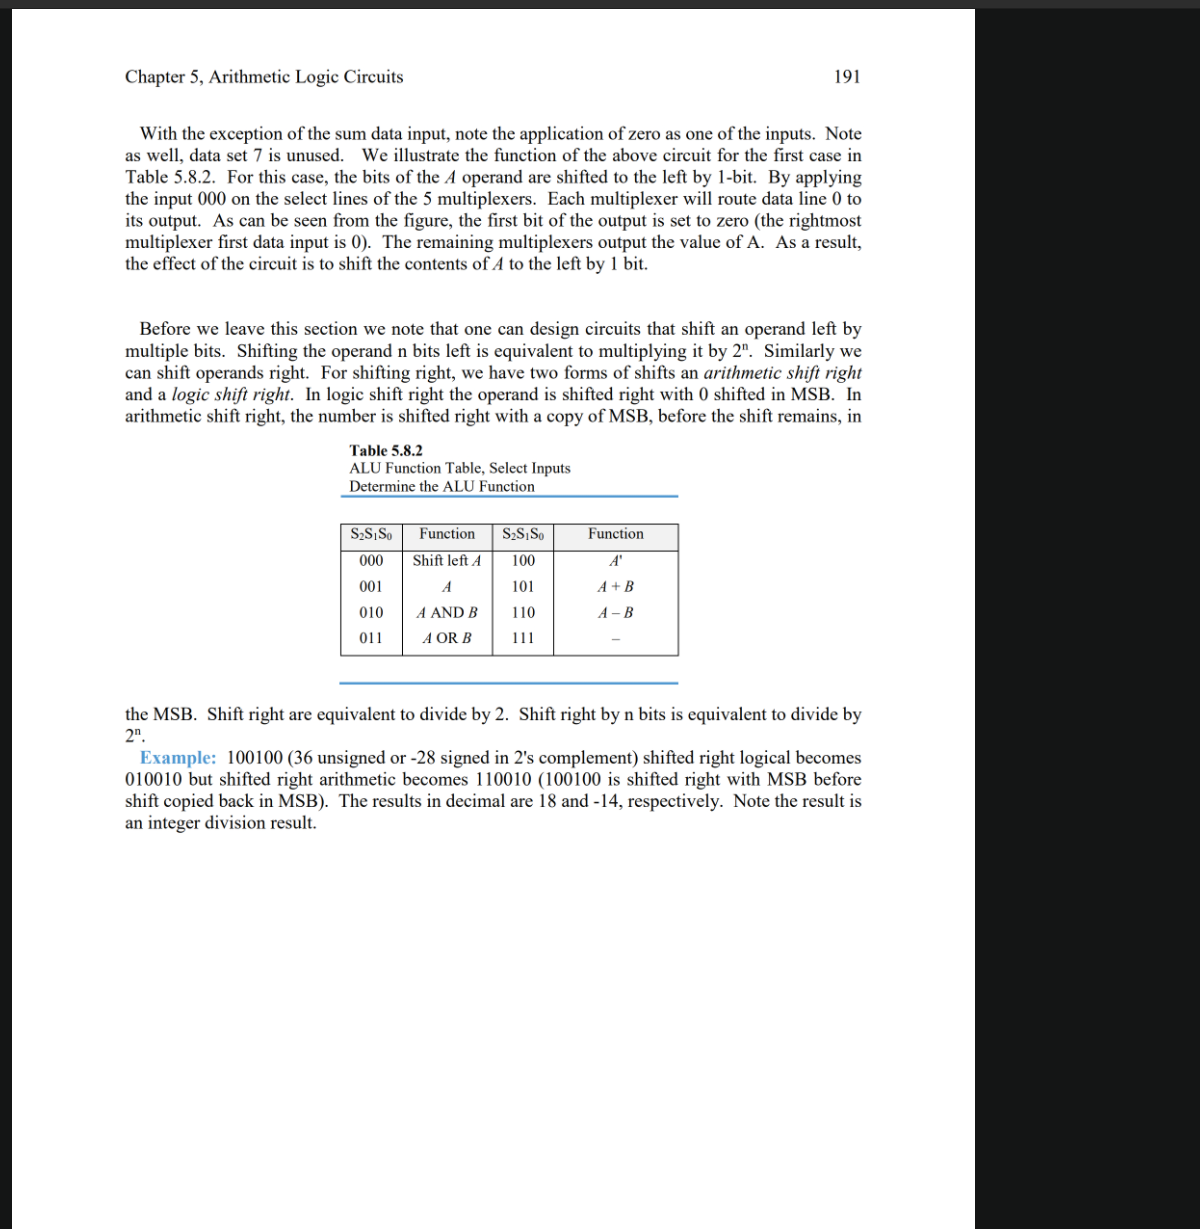 Chapter 5, Arithmetic Logic Circuits 191
With the exception of the sum data input, note the application of zero as one of the inputs. Note
as well, data set 7 is unused. We illustrate the function of the above circuit for the first case in
Table 5.8.2. For this case, the bits of the A operand are shifted to the left by 1-bit. By applying
the input 000 on the select lines of the 5 multiplexers. Each multiplexer will route data line 0 to
its output. As can be seen from the figure, the first bit of the output is set to zero (the rightmost
multiplexer first data input is 0). The remaining multiplexers output the value of A. As a result,
the effect of the circuit is to shift the contents of A to the left by 1 bit.
Before we leave this section we note that one can design circuits that shift an operand left by
multiple bits. Shifting the operand n bits left is equivalent to multiplying it by 2ⁿ. Similarly we
can shift operands right. For shifting right, we have two forms of shifts an arithmetic shift right
and a logic shift right. In logic shift right the operand is shifted right with 0 shifted in MSB. In
arithmetic shift right, the number is shifted right with a copy of MSB, before the shift remains, in
Table 5.8.2
ALU Function Table, Select Inputs
Determine the ALU Function
S₂S₁S₀ Function S₂S₁S₀ Function
000 Shift left A 100 A'
001 A 101 A + B
010 A AND B 110 A – B
011 A OR B 111 –
the MSB. Shift right are equivalent to divide by 2. Shift right by n bits is equivalent to divide by
2ⁿ.
Example: 100100 (36 unsigned or -28 signed in 2's complement) shifted right logical becomes
010010 but shifted right arithmetic becomes 110010 (100100 is shifted right with MSB before
shift copied back in MSB). The results in decimal are 18 and -14, respectively. Note the result is
an integer division result.